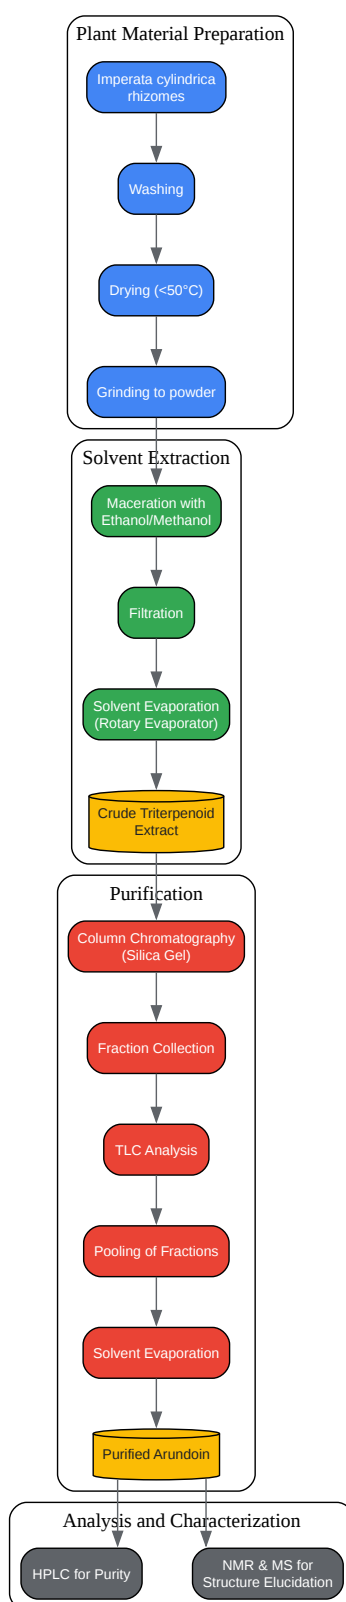 Plant Material Preparation
Imperata cylindrica
rhizomes
Washing
Drying (<50°C)
Grinding to powder
Solvent Extraction
Maceration with
Ethanol/Methanol
Filtration
Solvent Evaporation
(Rotary Evaporator)
Crude Triterpenoid
Extract
Purification
Column Chromatography
(Silica Gel)
Fraction Collection
TLC Analysis
Pooling of Fractions
Solvent Evaporation
Purified Arundoin
Analysis and Characterization
HPLC for Purity
NMR & MS for
Structure Elucidation